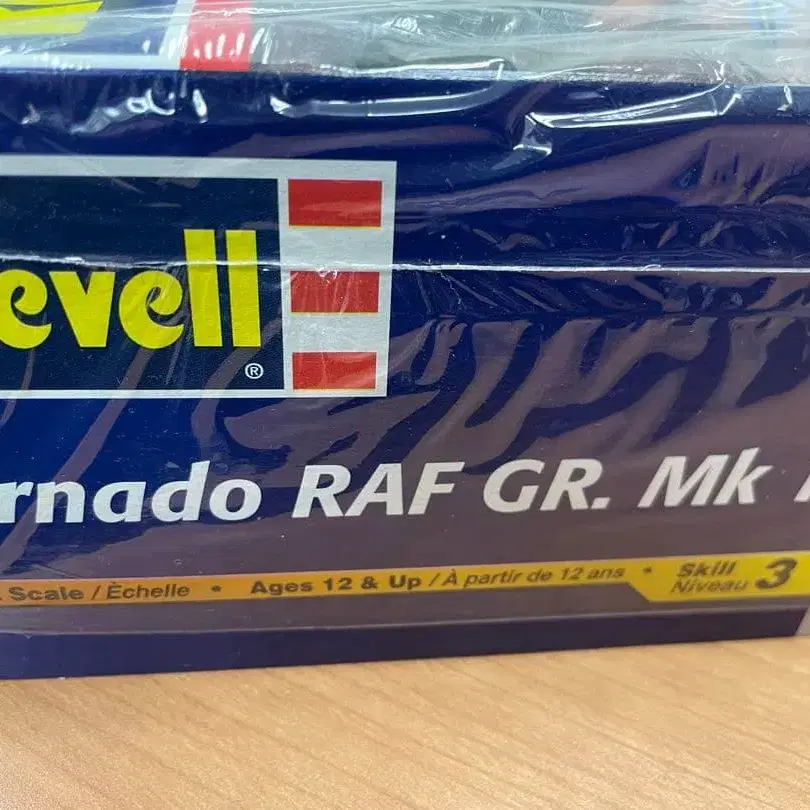 evell
®
rnado RAF GR. Mk
Scale / Èchelle • Ages 12 & Up / À partir de 12 ans • Skill Niveau 3